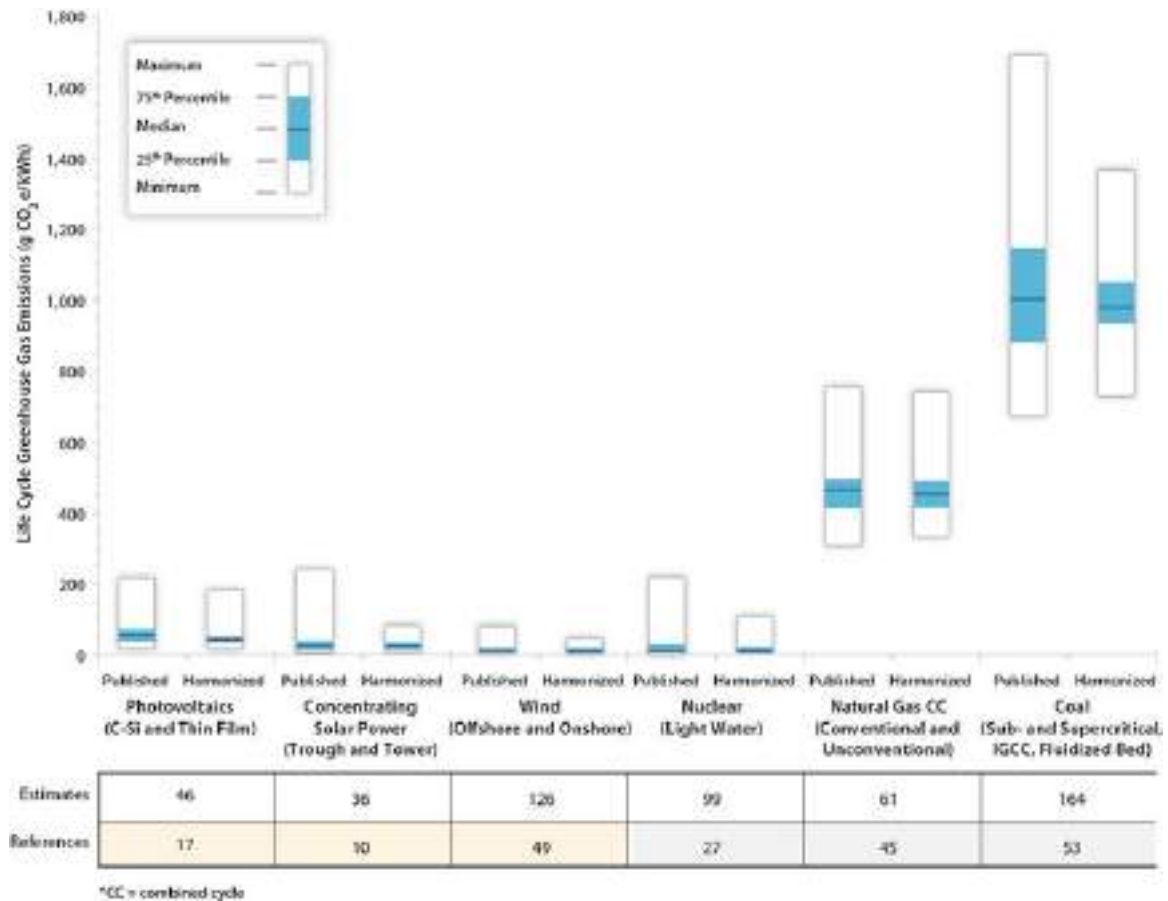 1,800
1,600
1,400
1,200
1,000
800
600
400
200
0
Life Cycle Greenhouse Gas Emissions (g CO2 e/kWh)
Maximum
75th Percentile
Median
25th Percentile
Minimum
Published Harmonized Published Harmonized Published Harmonized Published Harmonized Published Harmonized Published Harmonized
Photovoltaics
(C-Si and Thin Film)
Concentrating
Solar Power
(Trough and Tower)
Wind
(Offshore and Onshore)
Nuclear
(Light Water)
Natural Gas CC
(Conventional and
Unconventional)
Coal
(Sub- and Supercritical,
IGCC, Fluidized Bed)
Estimates 46 36 126 99 61 164
References 17 10 49 27 45 53
*CC = combined cycle